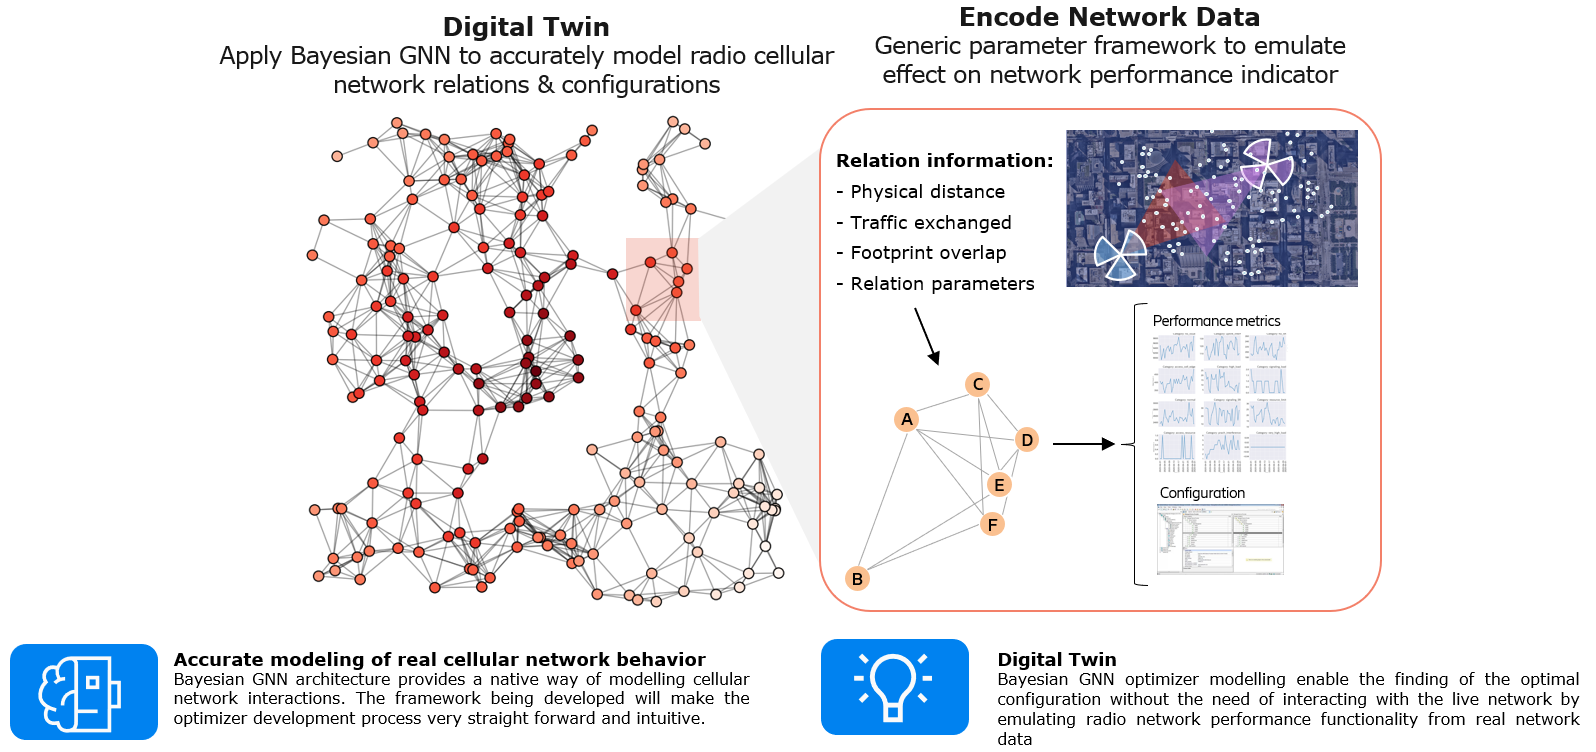 Digital Twin
Apply Bayesian GNN to accurately model radio cellular
network relations & configurations
Encode Network Data
Generic parameter framework to emulate
effect on network performance indicator
Relation information:
- Physical distance
- Traffic exchanged
- Footprint overlap
- Relation parameters
Performance metrics
Configuration
C
A
D
E
F
B
Accurate modeling of real cellular network behavior
Bayesian GNN architecture provides a native way of modelling cellular
network interactions. The framework being developed will make the
optimizer development process very straight forward and intuitive.
Digital Twin
Bayesian GNN optimizer modelling enable the finding of the optimal
configuration without the need of interacting with the live network by
emulating radio network performance functionality from real network
data